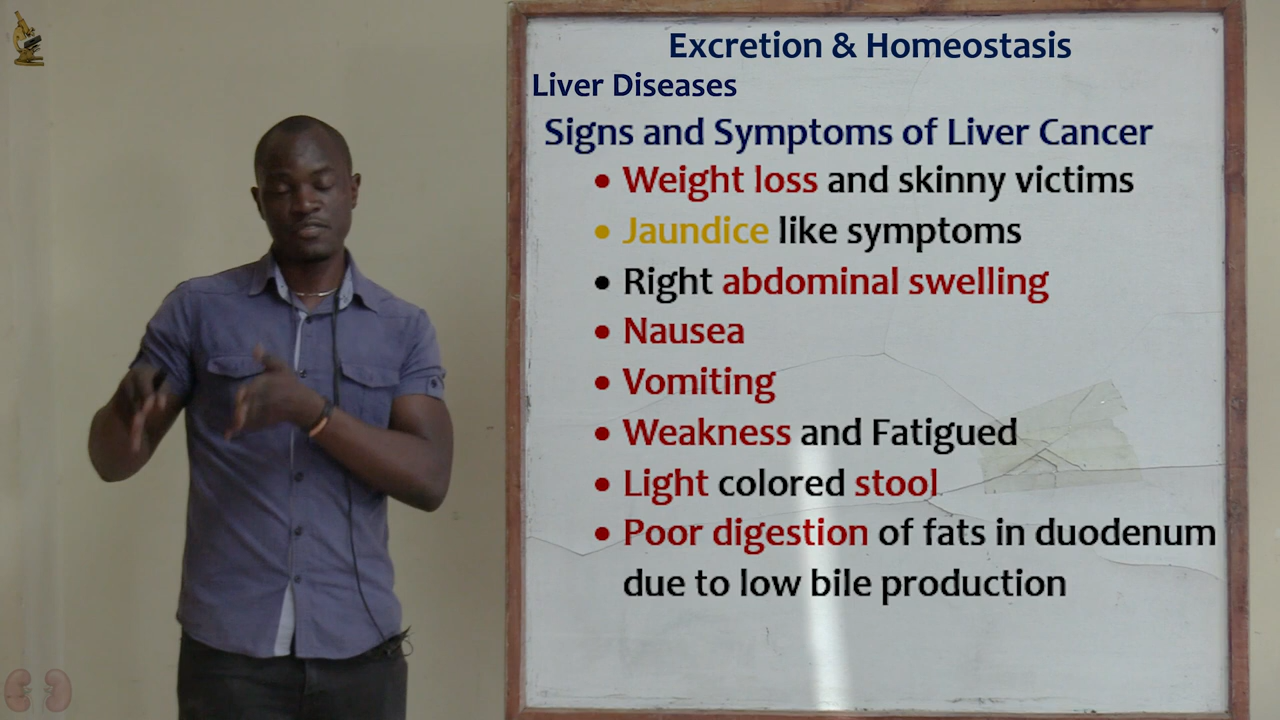 Excretion & Homeostasis
Liver Diseases
Signs and Symptoms of Liver Cancer
• Weight loss and skinny victims
• Jaundice like symptoms
• Right abdominal swelling
• Nausea
• Vomiting
• Weakness and Fatigued
• Light colored stool
• Poor digestion of fats in duodenum
due to low bile production